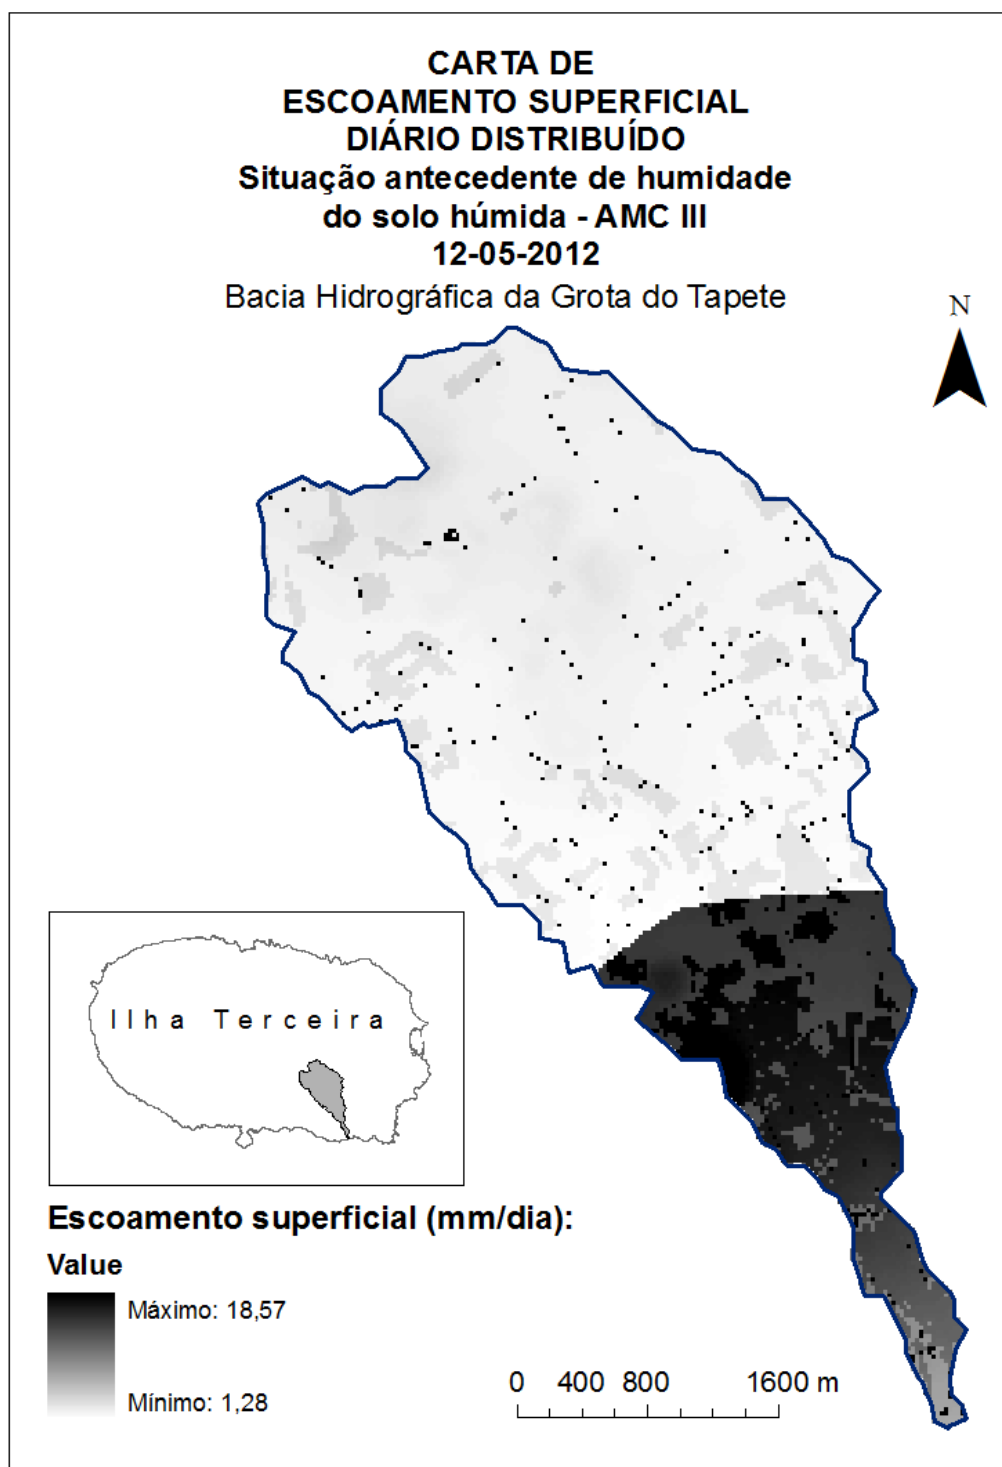 CARTA DE
ESCOAMENTO SUPERFICIAL
DIÁRIO DISTRIBUÍDO
Situação antecedente de humidade
do solo húmida - AMC III
12-05-2012
Bacia Hidrográfica da Grota do Tapete
N
Ilha Terceira
Escoamento superficial (mm/dia):
Value
Máximo: 18,57
Mínimo: 1,28
0 400 800 1600 m